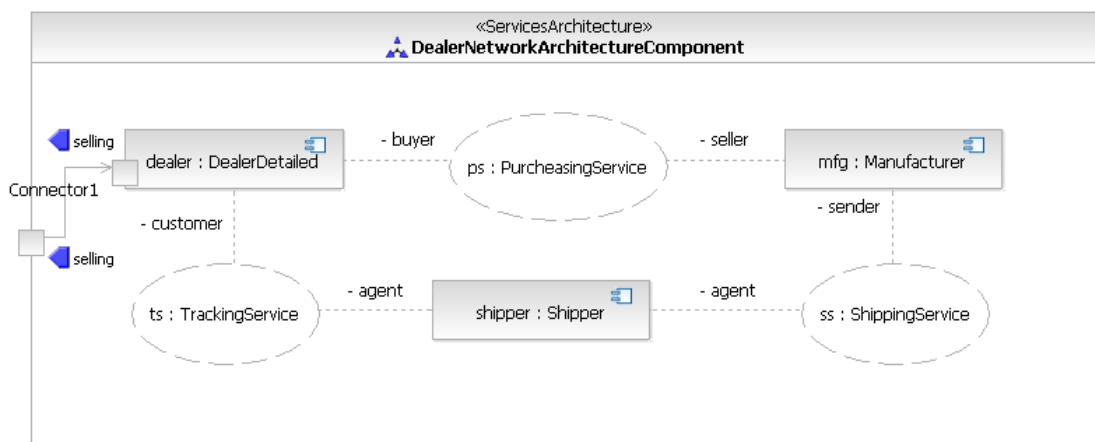 «ServicesArchitecture»
DealerNetworkArchitectureComponent
selling
- buyer
- seller
dealer : DealerDetailed
ps : PurcheasingService
mfg : Manufacturer
Connector1
- customer
- sender
selling
- agent
- agent
ts : TrackingService
shipper : Shipper
ss : ShippingService